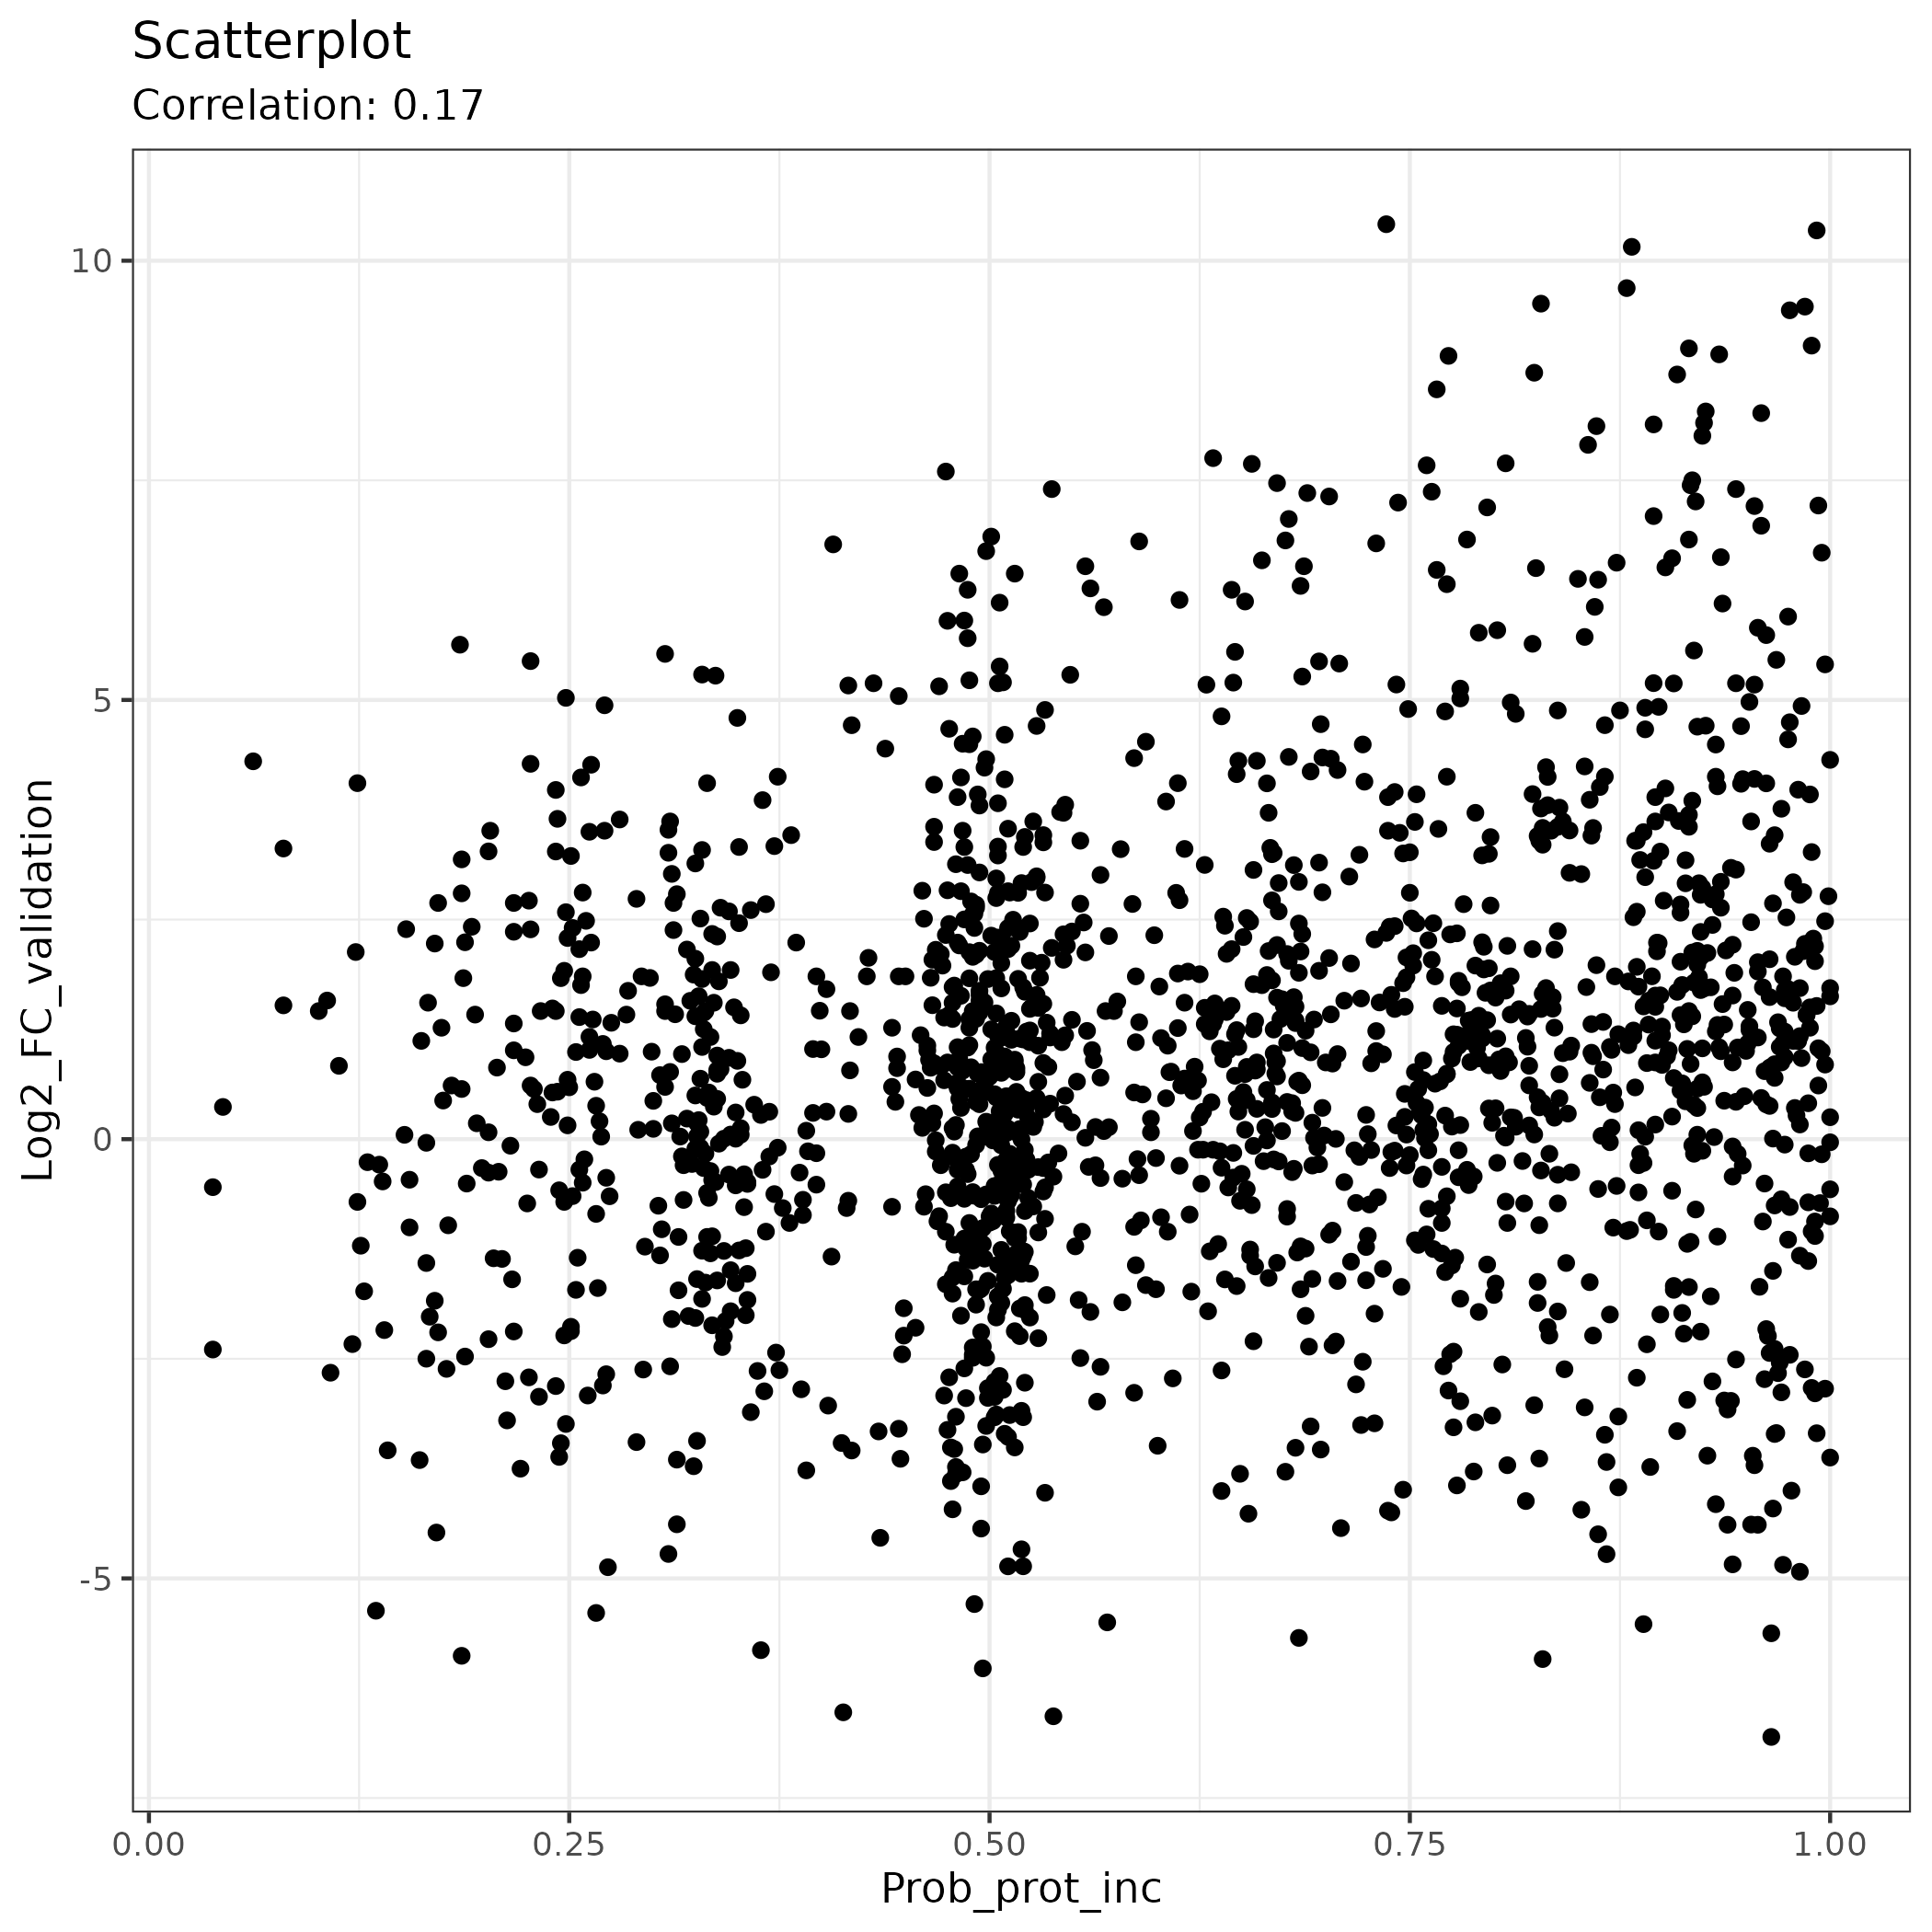 Scatterplot
Correlation: 0.17
10
5
0
-5
Log2_FC_validation
0.00 0.25 0.50 0.75 1.00
Prob_prot_inc